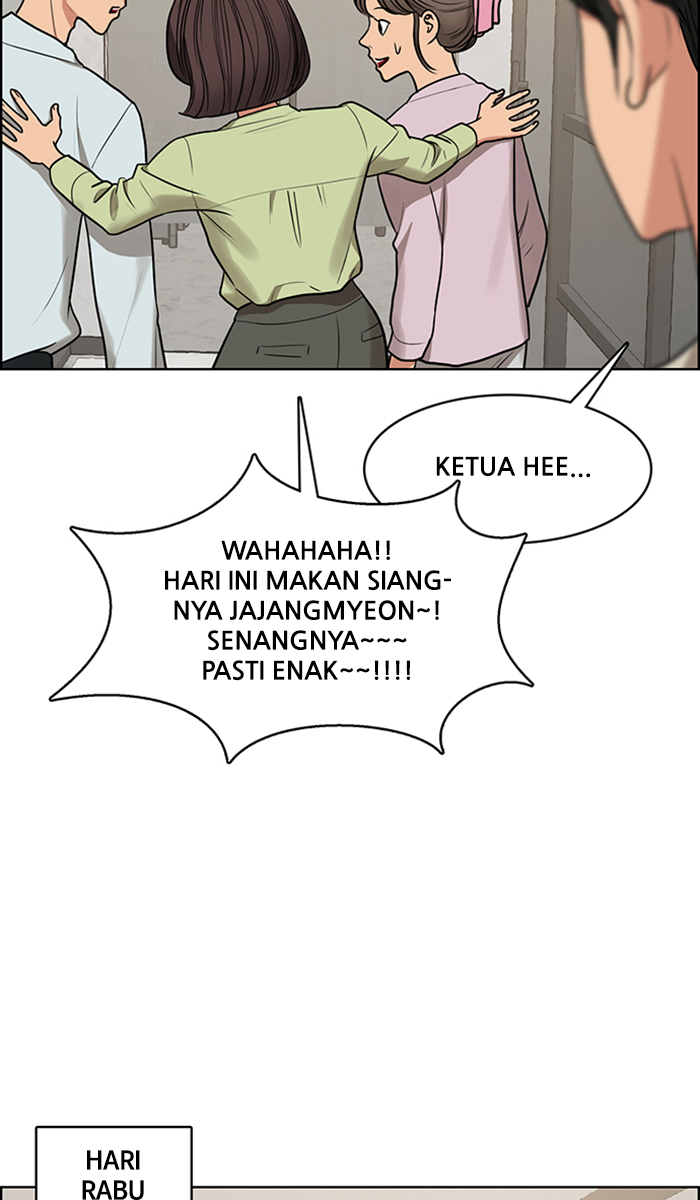 KETUA HEE...
WAHAHAHA!!
HARI INI MAKAN SIANG-
NYA JAJANGMYEON~!
SENANGNYA~~~
PASTI ENAK~~!!!!
HARI
RABU